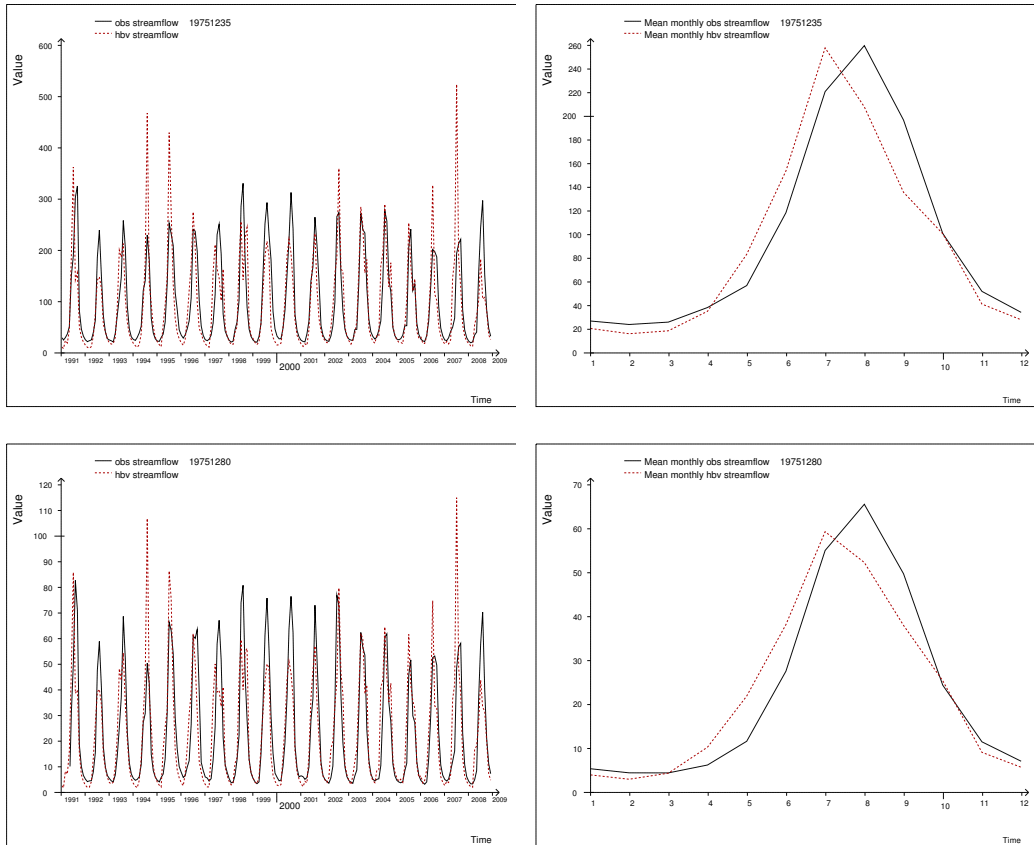 obs streamflow 19751235
hbv streamflow
Value
600
500
400
300
200
100
0
1991 1992 1993 1994 1995 1996 1997 1998 1999 2000 2001 2002 2003 2004 2005 2006 2007 2008 2009
Time
Mean monthly obs streamflow 19751235
Mean monthly hbv streamflow
Value
260
240
220
200
180
160
140
120
100
80
60
40
20
0
1 2 3 4 5 6 7 8 9 10 11 12
Time
obs streamflow 19751280
hbv streamflow
Value
120
110
100
90
80
70
60
50
40
30
20
10
0
1991 1992 1993 1994 1995 1996 1997 1998 1999 2000 2001 2002 2003 2004 2005 2006 2007 2008 2009
Time
Mean monthly obs streamflow 19751280
Mean monthly hbv streamflow
Value
70
60
50
40
30
20
10
0
1 2 3 4 5 6 7 8 9 10 11 12
Time